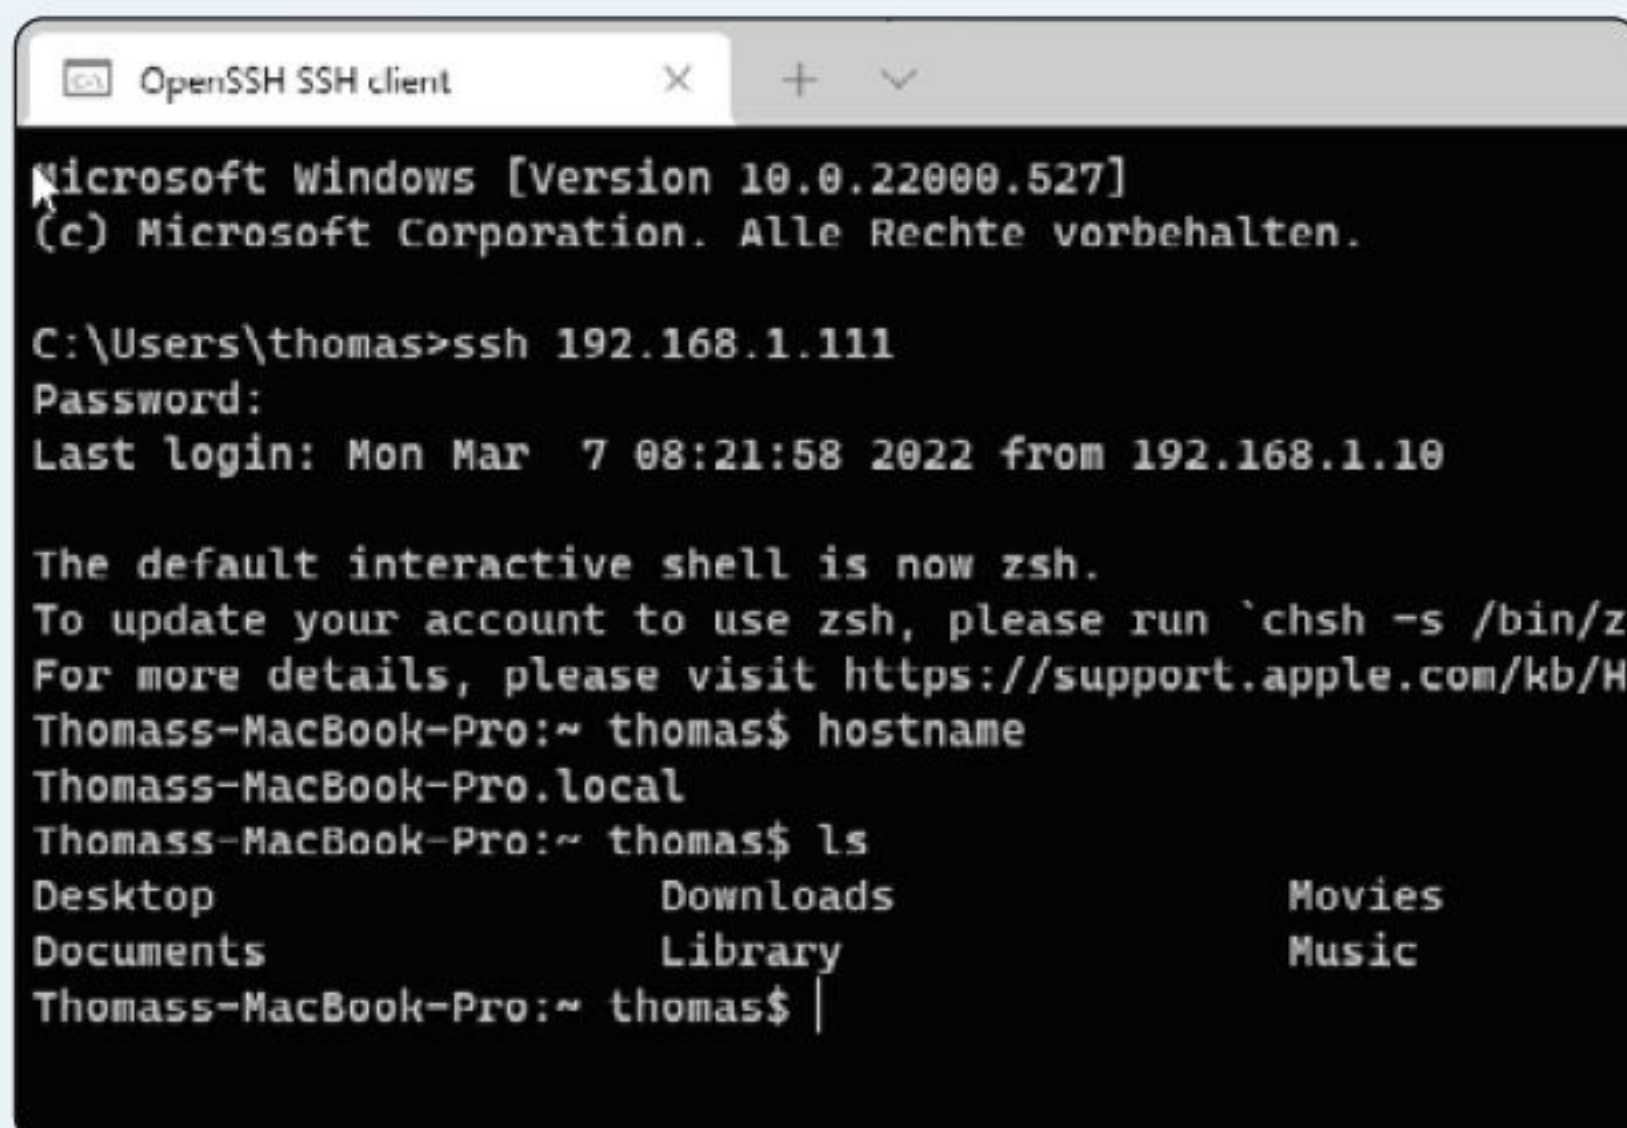 OpenSSH SSH client
Microsoft Windows [Version 10.0.22000.527]
(c) Microsoft Corporation. Alle Rechte vorbehalten.
C:\Users\thomas>ssh 192.168.1.111
Password:
Last login: Mon Mar  7 08:21:58 2022 from 192.168.1.10
The default interactive shell is now zsh.
To update your account to use zsh, please run `chsh -s /bin/z
For more details, please visit https://support.apple.com/kb/H
Thomass-MacBook-Pro:~ thomas$ hostname
Thomass-MacBook-Pro.local
Thomass-MacBook-Pro:~ thomas$ ls
Desktop Downloads Movies
Documents Library Music
Thomass-MacBook-Pro:~ thomas$